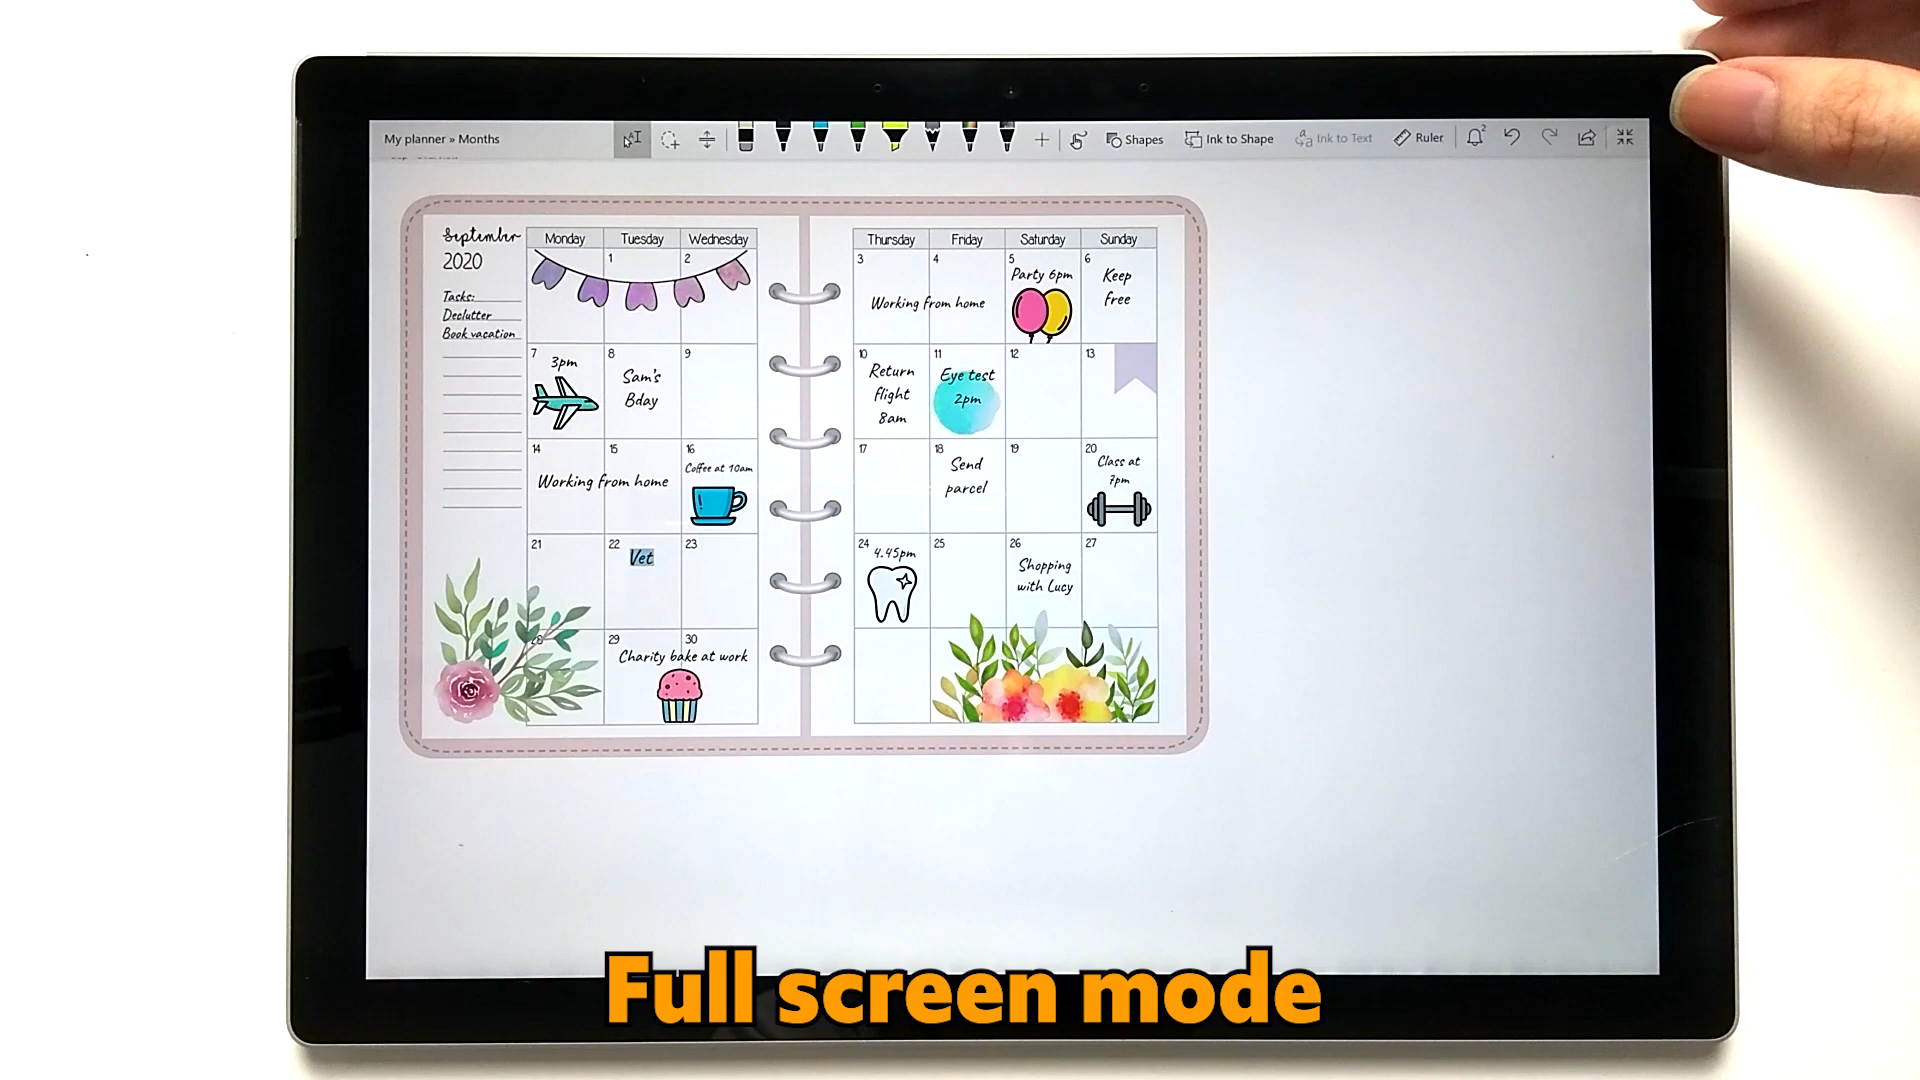 My planner » Months
Shapes
Ink to Shape
Ink to Text
Ruler
2
September
2020
Tasks:
Declutter
Book vacation
Monday Tuesday Wednesday Thursday Friday Saturday Sunday
1 2 3 4 5 6
Working from home
Party 6pm
Keep
free
7 8 9 10 11 12 13
3pm
Sam's
Bday
Return
flight
8am
Eye test
2pm
14 15 16 17 18 19 20
Working from home
Coffee at 10am
Send
parcel
Class at
7pm
21 22 23 24 25 26 27
Vet
4.45pm
Shopping
with Lucy
28 29 30
Charity bake at work
Full screen mode